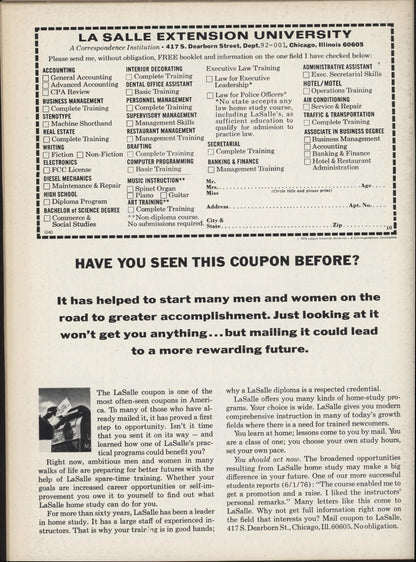 LA SALLE EXTENSION UNIVERSITY
A Correspondence Institution • 417 S. Dearborn Street, Dept. 92-001, Chicago, Illinois 60605
Please send me, without obligation, FREE booklet and information on the one field I have checked below:
ACCOUNTING
General Accounting
Advanced Accounting
CPA Review
BUSINESS MANAGEMENT
Complete Training
STENOTYPE
Machine Shorthand
REAL ESTATE
Complete Training
WRITING
Fiction Non-Fiction
ELECTRONICS
FCC License
DIESEL MECHANICS
Maintenance & Repair
HIGH SCHOOL
Diploma Program
BACHELOR of SCIENCE DEGREE
Commerce &
Social Studies
INTERIOR DECORATING
Complete Training
DENTAL OFFICE ASSISTANT
Basic Training
PERSONNEL MANAGEMENT
Complete Training
SUPERVISORY MANAGEMENT
Management Skills
RESTAURANT MANAGEMENT
Management Training
DRAFTING
Complete Training
COMPUTER PROGRAMMING
Basic Training
MUSIC INSTRUCTION**
Spinet Organ
Piano Guitar
ART TRAINING**
Complete Training
**Non-diploma course.
No submissions required.
Executive Law Training
Law for Executive
Leadership*
Law for Police Officers*
*No state accepts any
law home study course,
including LaSalle's, as
sufficient education to
qualify for admission to
practice law.
SECRETARIAL
Complete Training
BANKING & FINANCE
Management Training
ADMINISTRATIVE ASSISTANT
Exec. Secretarial Skills
HOTEL/MOTEL
Operations Training
AIR CONDITIONING
Service & Repair
TRAFFIC & TRANSPORTATION
Complete Training
ASSOCIATE IN BUSINESS DEGREE
Business Management
Accounting
Banking & Finance
Hotel & Restaurant
Administration
Mr.
Mrs. Age
Miss (Circle title and please print)
Address Apt. No.
City &
State Zip 10
HAVE YOU SEEN THIS COUPON BEFORE?
It has helped to start many men and women on the
road to greater accomplishment. Just looking at it
won't get you anything...but mailing it could lead
to a more rewarding future.
The LaSalle coupon is one of the
most often-seen coupons in Ameri-
ca. To many of those who have al-
ready mailed it, it has proved a first
step to opportunity. Isn't it time
that you sent it on its way — and
learned how one of LaSalle's prac-
tical programs could benefit you?
Right now, ambitious men and women in many
walks of life are preparing for better futures with the
help of LaSalle spare-time training. Whether your
goals are increased career opportunities or self-im-
provement you owe it to yourself to find out what
LaSalle home study can do for you.
For more than sixty years, LaSalle has been a leader
in home study. It has a large staff of experienced in-
structors. That is why your training is in good hands;
why a LaSalle diploma is a respected credential.
LaSalle offers you many kinds of home-study pro-
grams. Your choice is wide. LaSalle gives you modern
comprehensive instruction in many of today's growth
fields where there is a need for trained newcomers.
You learn at home; lessons come to you by mail. You
are a class of one; you choose your own study hours,
set your own pace.
You should act now. The broadened opportunities
resulting from LaSalle home study may make a big
difference in your future. One of our more successful
students reports (6/1/76): "The course enabled me to
get a promotion and a raise. I liked the instructors'
personal remarks." Many letters like this come to
LaSalle. Why not get full information right now on
the field that interests you? Mail coupon to LaSalle,
417 S. Dearborn St., Chicago, Ill. 60605. No obligation.